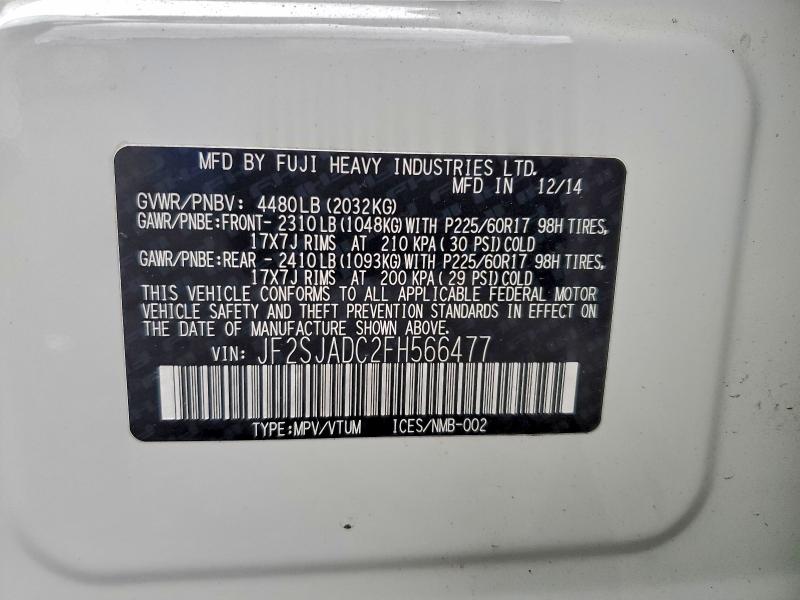 MFD BY FUJI HEAVY INDUSTRIES LTD.
MFD IN 12/14
GVWR/PNBV: 4480LB(2032KG)
GAWR/PNBE:FRONT- 2310LB(1048KG)WITH P225/60R17 98H TIRES,
17X7J RIMS AT 210 KPA( 30 PSI)COLD
GAWR/PNBE:REAR - 2410LB(1093KG)WITH P225/60R17 98H TIRES,
17X7J RIMS AT 200 KPA( 29 PSI)COLD
THIS VEHICLE CONFORMS TO ALL APPLICABLE FEDERAL MOTOR
VEHICLE SAFETY AND THEFT PREVENTION STANDARDS IN EFFECT ON
THE DATE OF MANUFACTURE SHOWN ABOVE.
VIN: JF2SJADC2FH566477
TYPE:MPV/VTUM ICES/NMB-002